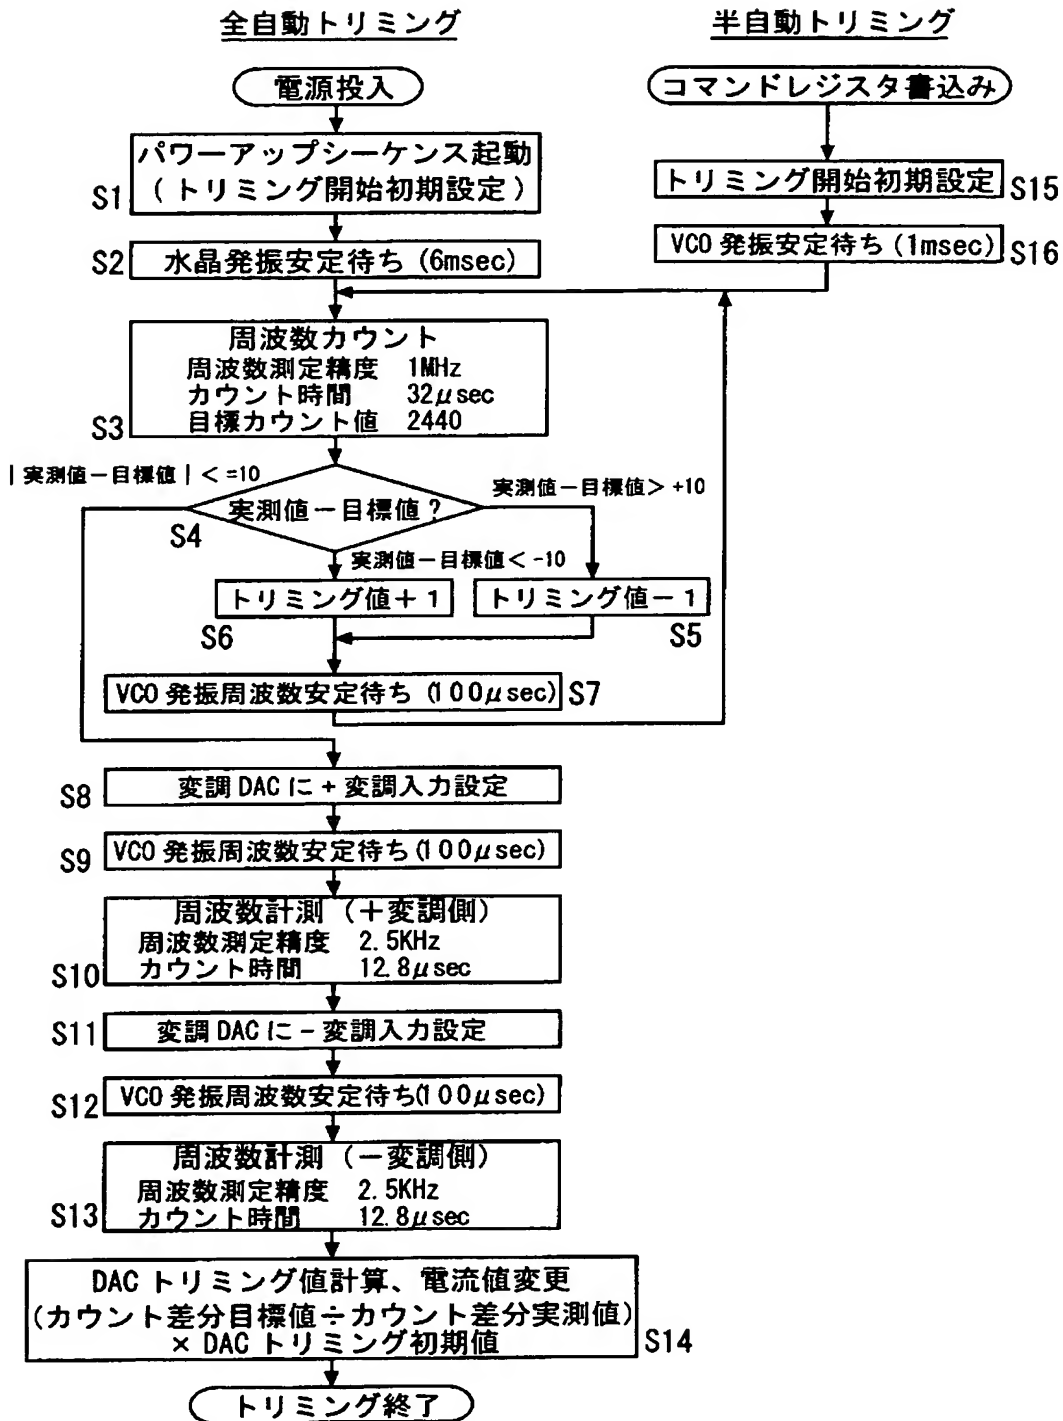 全自動トリミング
半自動トリミング
電源投入
コマンドレジスタ書込み
パワーアップシーケンス起動
(トリミング開始初期設定)
S1
トリミング開始初期設定
S15
水晶発振安定待ち (6msec)
S2
VCO 発振安定待ち (1msec)
S16
周波数カウント
周波数測定精度 1MHz
カウント時間 32μsec
目標カウント値 2440
S3
|実測値-目標値|<=10
実測値-目標値> +10
実測値-目標値?
S4
実測値-目標値< -10
トリミング値+1
トリミング値-1
S6
S5
VCO 発振周波数安定待ち (100μsec)
S7
変調 DAC に + 変調入力設定
S8
VCO 発振周波数安定待ち (100μsec)
S9
周波数計測 (+変調側)
周波数測定精度 2.5KHz
カウント時間 12.8μsec
S10
変調 DAC に - 変調入力設定
S11
VCO 発振周波数安定待ち (100μsec)
S12
周波数計測 (-変調側)
周波数測定精度 2.5KHz
カウント時間 12.8μsec
S13
DAC トリミング値計算、電流値変更
(カウント差分目標値÷カウント差分実測値)
× DAC トリミング初期値
S14
トリミング終了